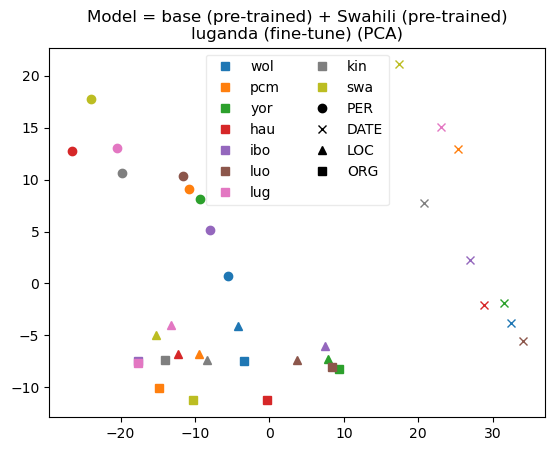 Model = base (pre-trained) + Swahili (pre-trained)
luganda (fine-tune) (PCA)
wol
pcm
yor
hau
ibo
luo
lug
kin
swa
PER
DATE
LOC
ORG
20
15
10
5
0
−5
−10
−20
−10
0
10
20
30